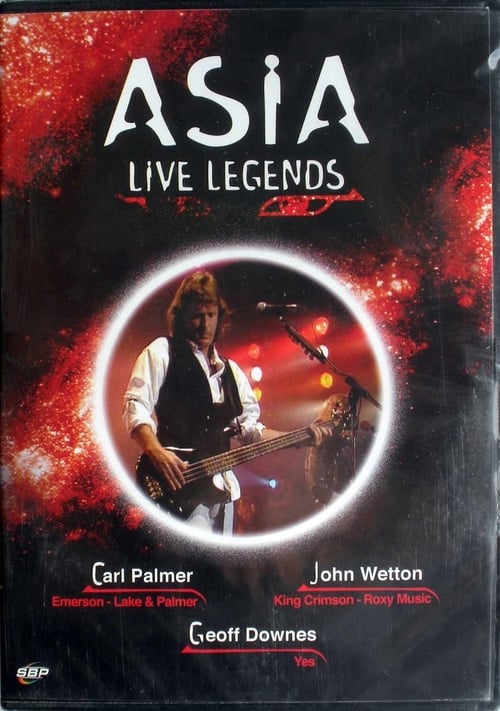 ASiA
LiVE LEGENDS
Carl Palmer
John Wetton
Emerson - Lake & Palmer
King Crimson - Roxy Music
Geoff Downes
Yes
SBP